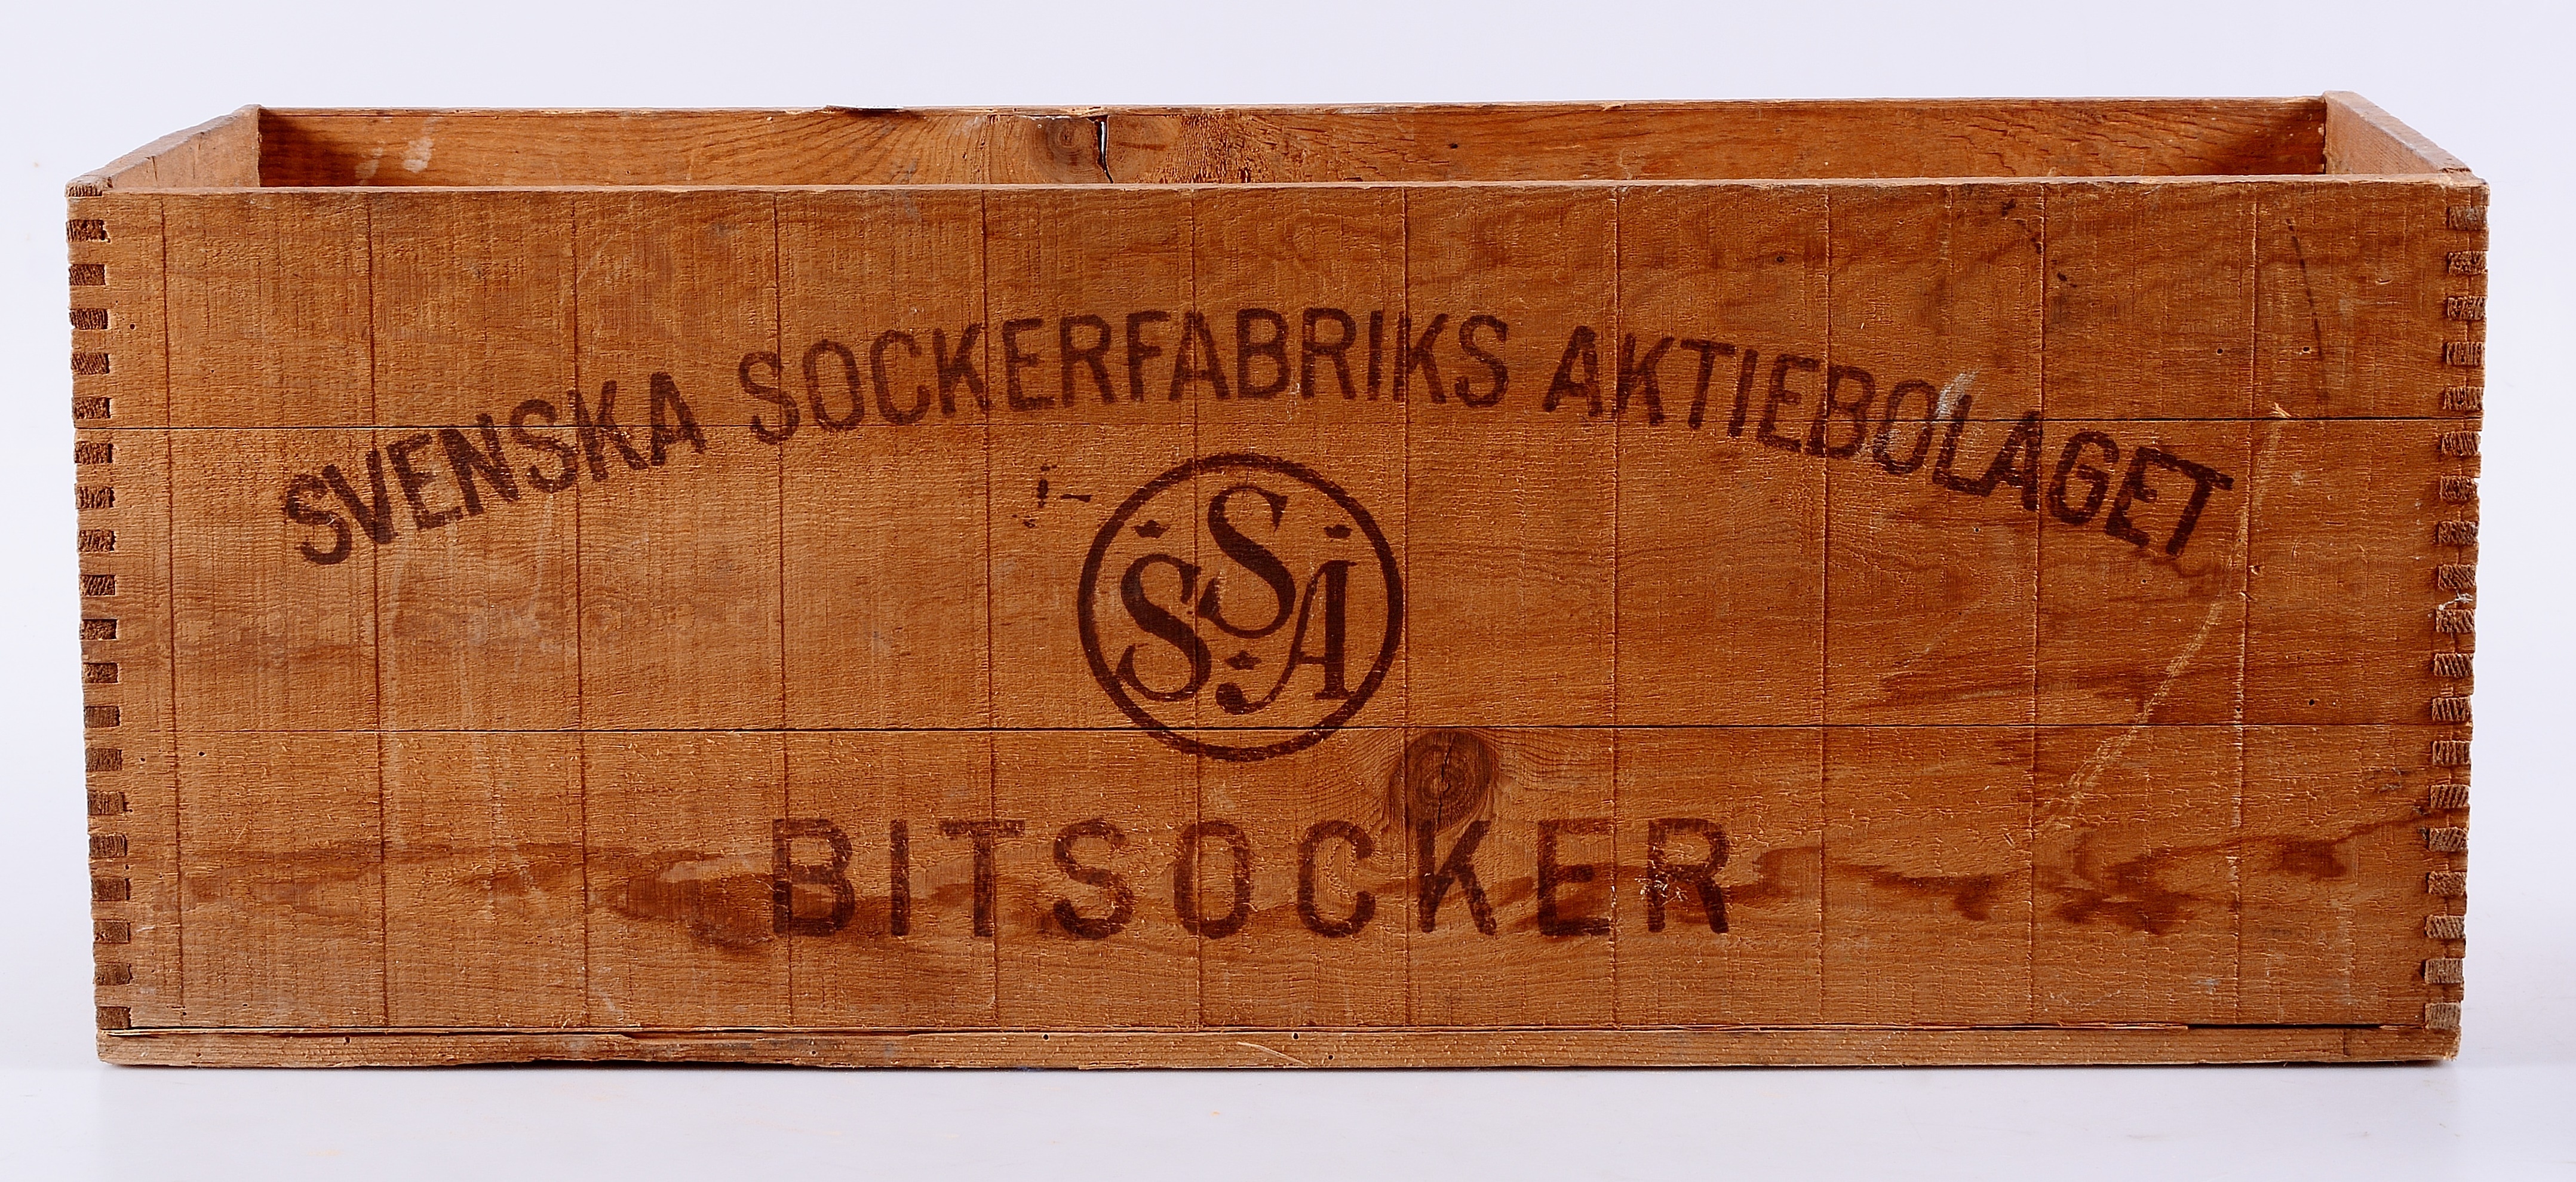 SVENSKA SOCKERFABRIKS AKTIEBOLAGET
SSA
BITSOCKER